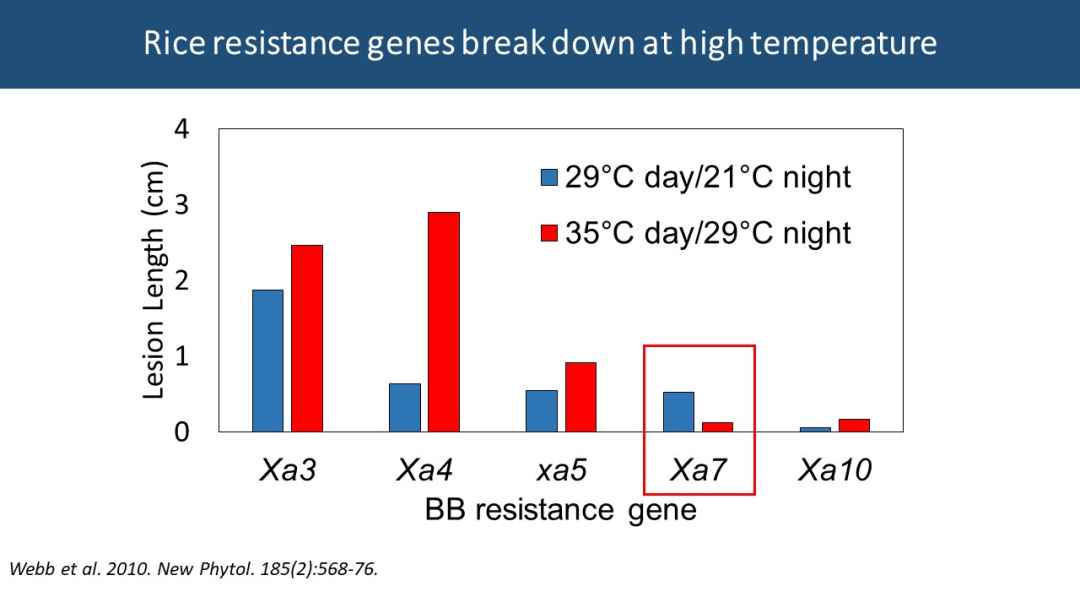 Rice resistance genes break down at high temperature
4
3
2
1
0
Lesion Length (cm)
29°C day/21°C night
35°C day/29°C night
Xa3 Xa4 xa5 Xa7 Xa10
BB resistance gene
Webb et al. 2010. New Phytol. 185(2):568-76.